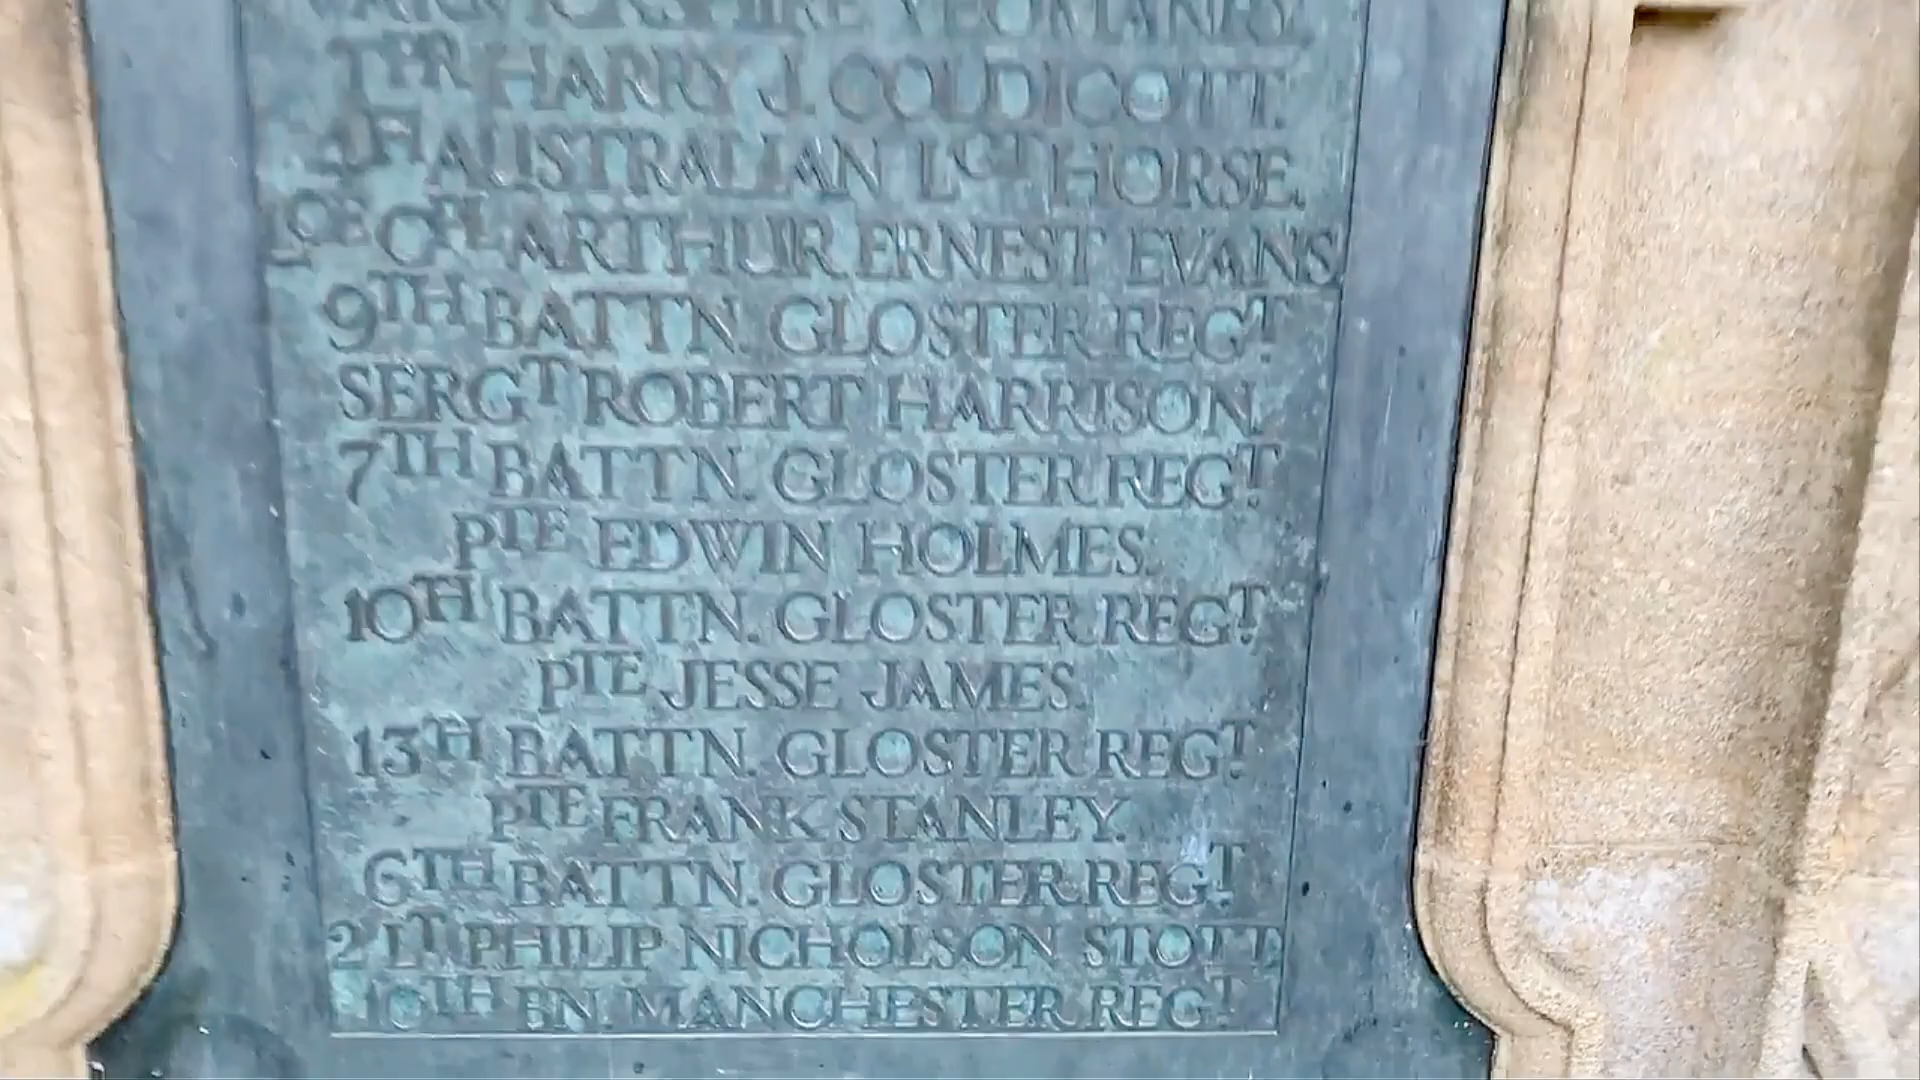 WARWICKSHIRE YEOMANRY.
TPR HARRY J. COLDICOTT.
AUSTRALIAN LGT HORSE.
LCE CPL ARTHUR ERNEST EVANS
9TH BATTN. GLOSTER REGT.
SERGT ROBERT HARRISON.
7TH BATTN. GLOSTER REGT.
PTE EDWIN HOLMES.
10TH BATTN. GLOSTER REGT.
PTE JESSE JAMES.
13TH BATTN. GLOSTER REGT.
PTE FRANK STANLEY.
6TH BATTN. GLOSTER REGT.
2 LT PHILIP NICHOLSON STOTT.
10TH BN. MANCHESTER REGT.